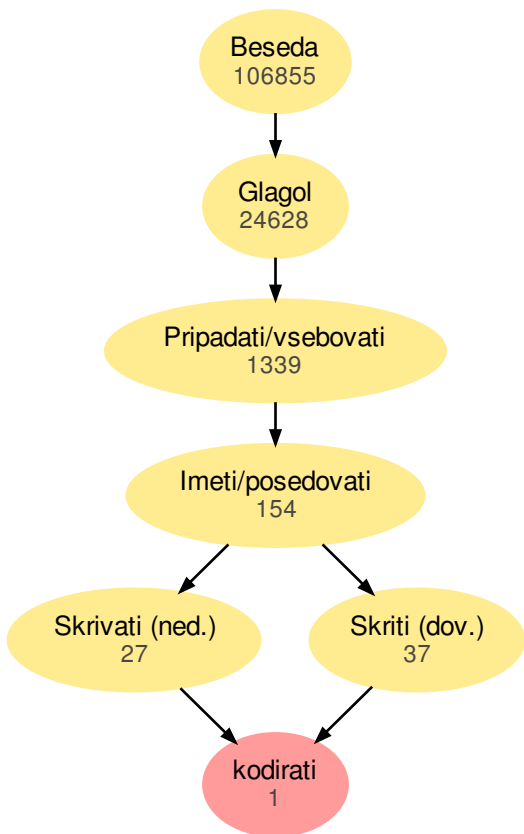 Beseda
106855
Glagol
24628
Pripadati/vsebovati
1339
Imeti/posedovati
154
Skrivati (ned.)
27
Skriti (dov.)
37
kodirati
1